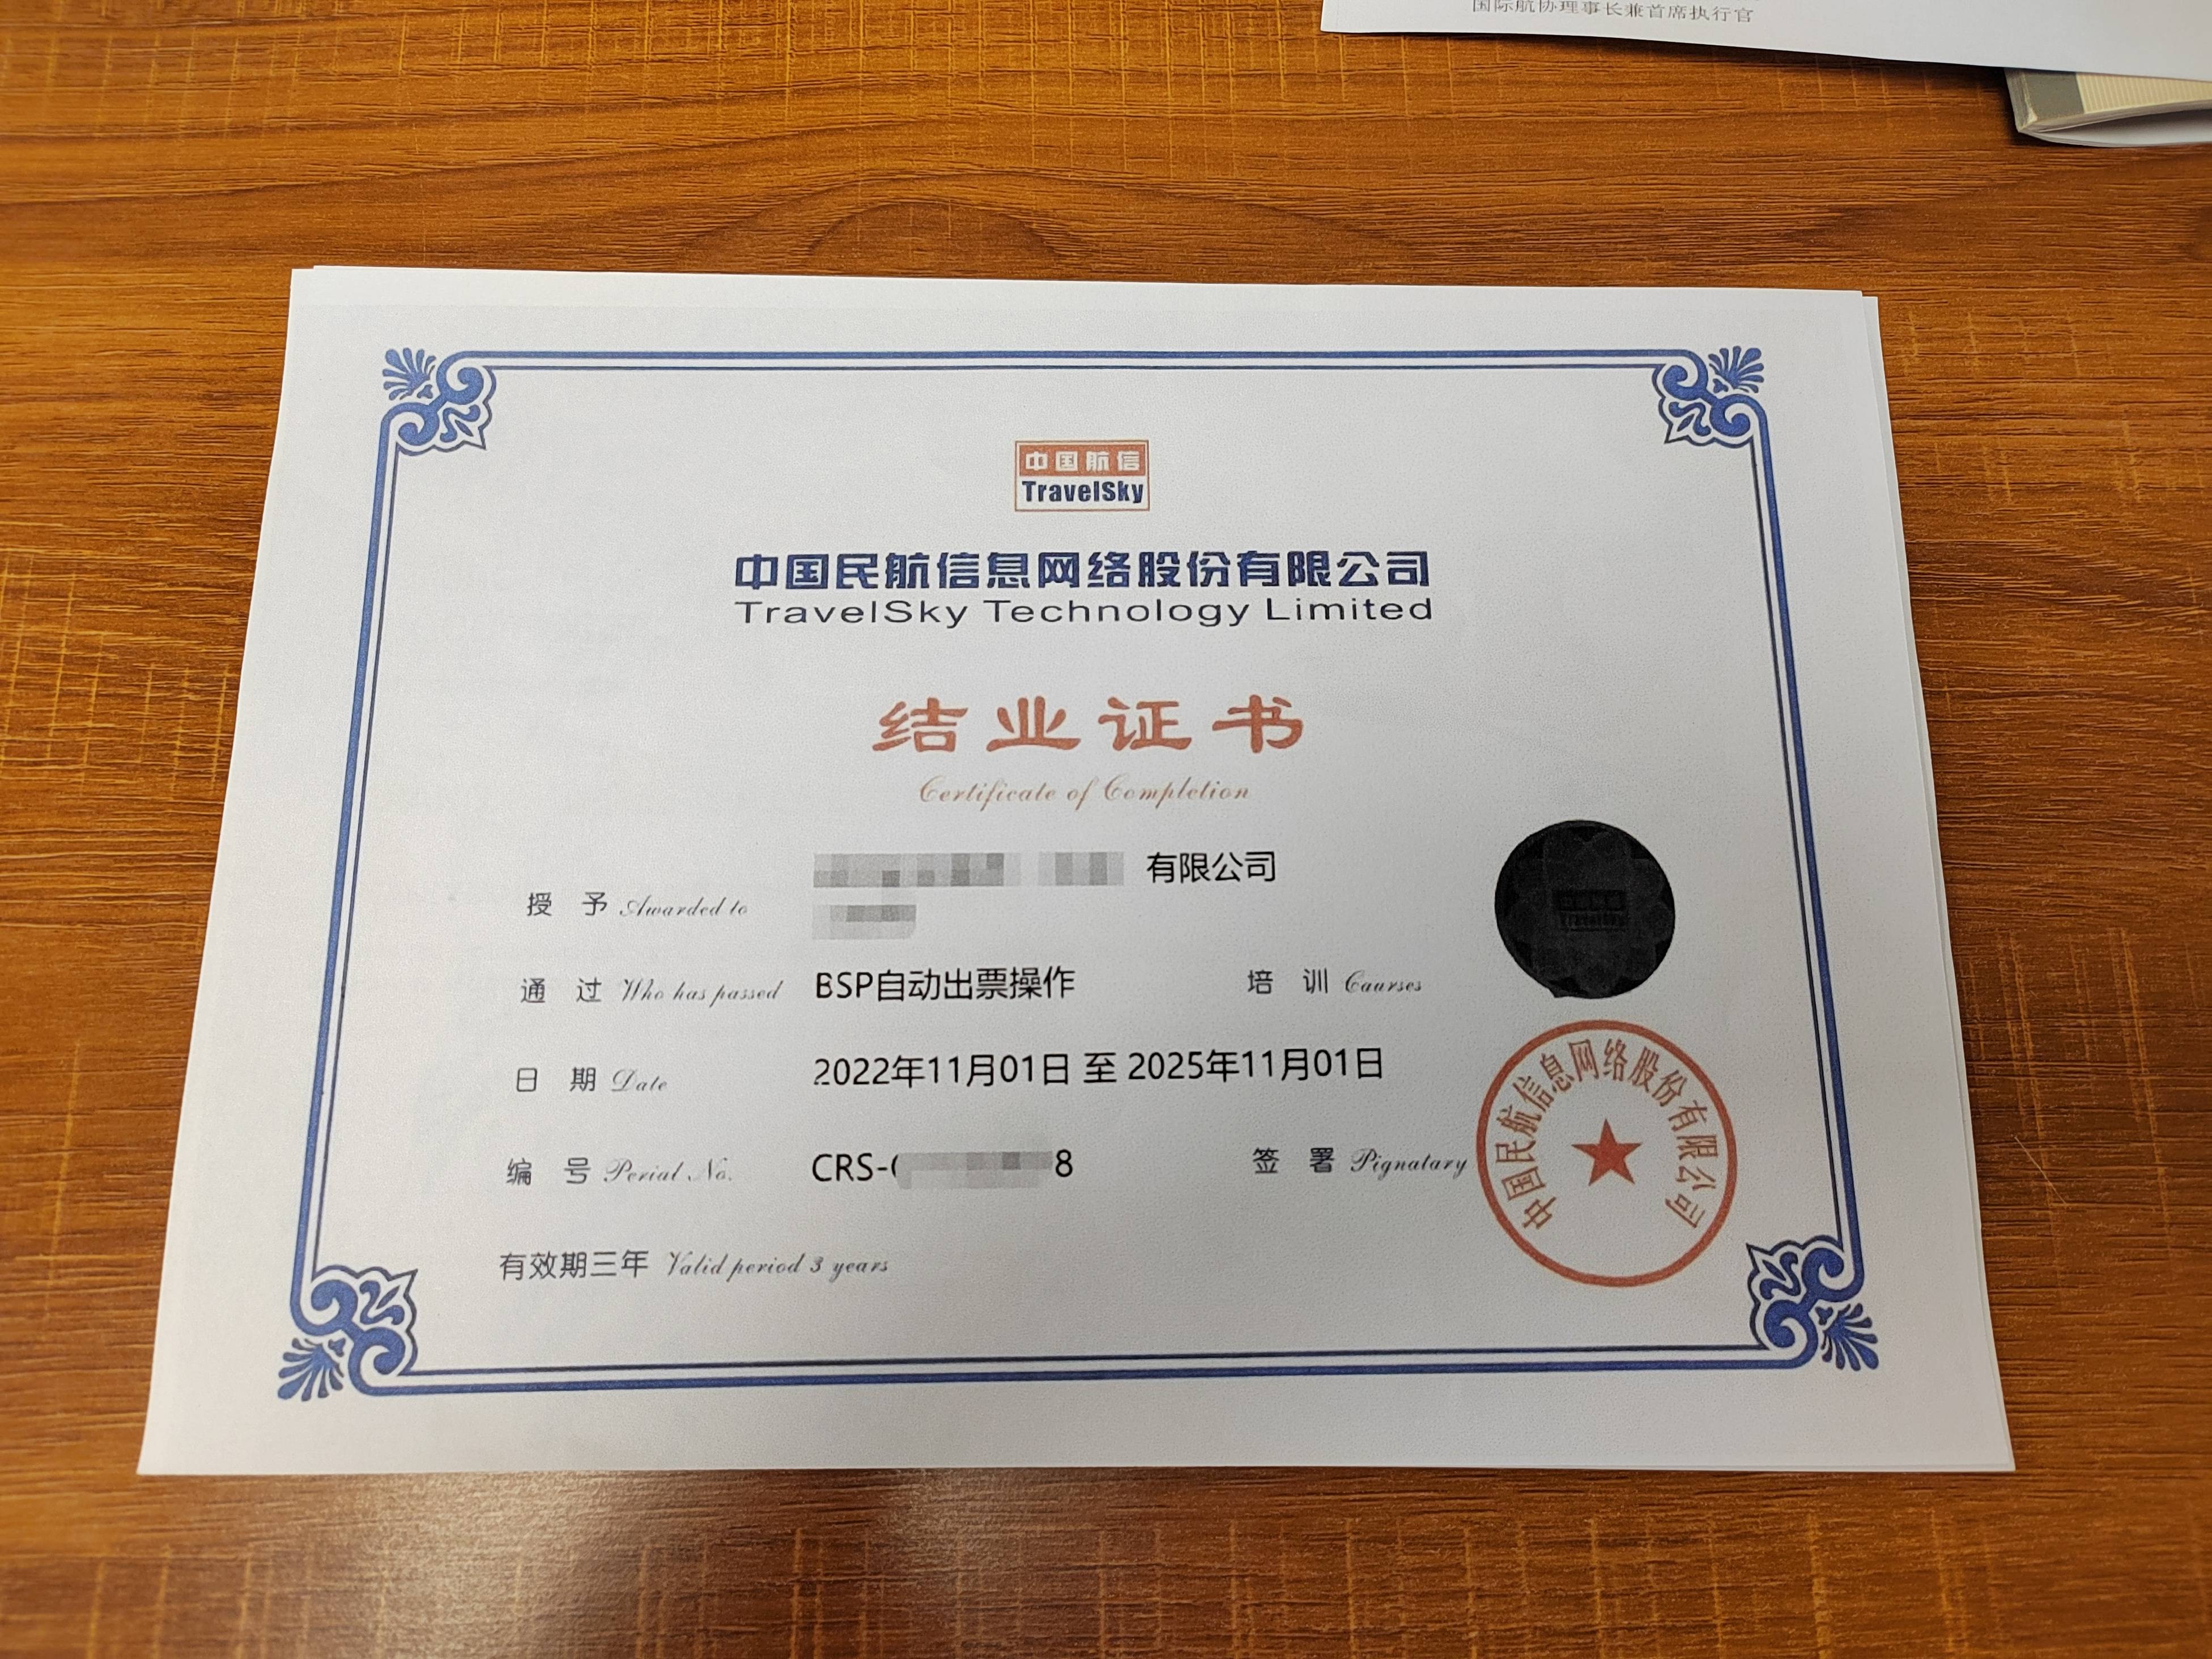 国际航协理事长兼首席执行官
中国航信
TravelSky
中国民航信息网络股份有限公司
TravelSky Technology Limited
结业证书
Certificate of Completion
有限公司
授 予 Awarded to
通 过 Who has passed BSP自动出票操作 培 训 Caurses
日 期 Date 2022年11月01日 至 2025年11月01日
编 号 Perial No. CRS- 8 签 署 Pignatary
中国民航信息网络股份有限公司
有效期三年 Valid period 3 years